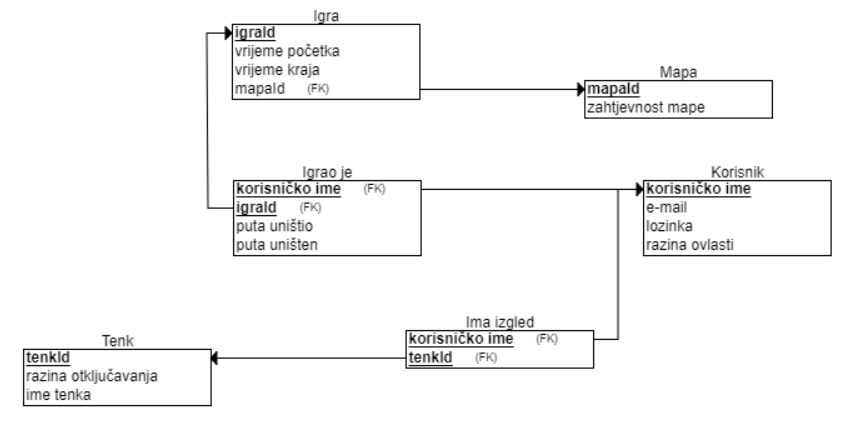 Igra
igraId
vrijeme početka
vrijeme kraja
mapaId (FK)
Mapa
mapaId
zahtjevnost mape
Igrao je
korisničko ime (FK)
igraId (FK)
puta uništio
puta uništen
Korisnik
korisničko ime
e-mail
lozinka
razina ovlasti
Ima izgled
korisničko ime (FK)
tenkId (FK)
Tenk
tenkId
razina otključavanja
ime tenka